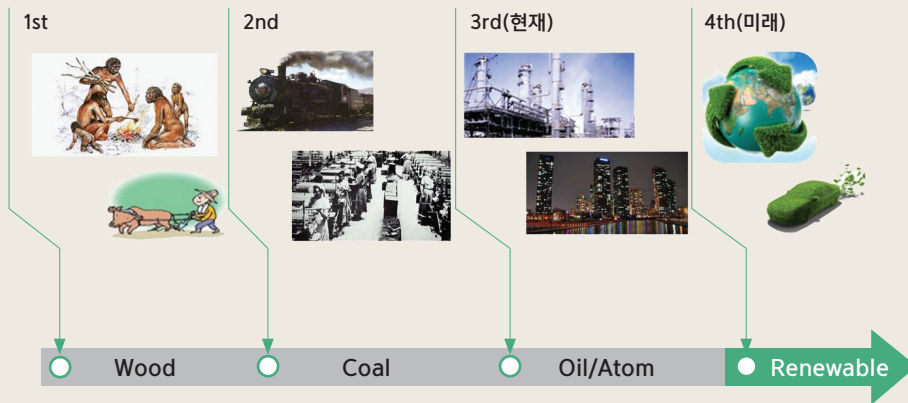 1st
2nd
3rd(현재)
4th(미래)
Wood
Coal
Oil/Atom
Renewable